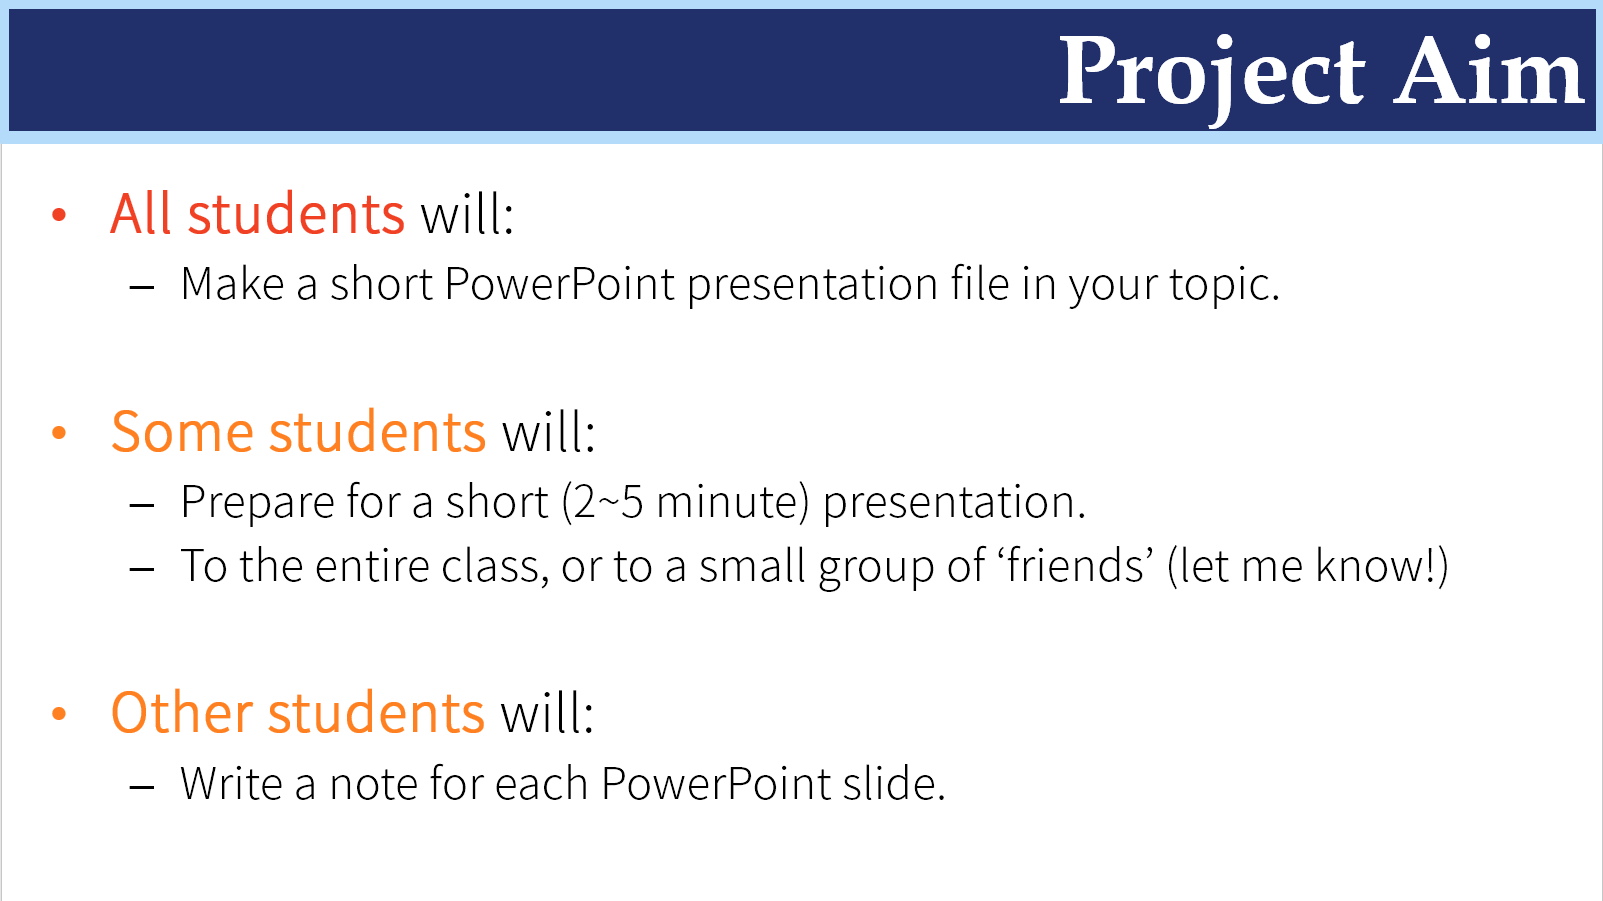 Project Aim
• All students will:
– Make a short PowerPoint presentation file in your topic.
• Some students will:
– Prepare for a short (2~5 minute) presentation.
– To the entire class, or to a small group of ‘friends’ (let me know!)
• Other students will:
– Write a note for each PowerPoint slide.